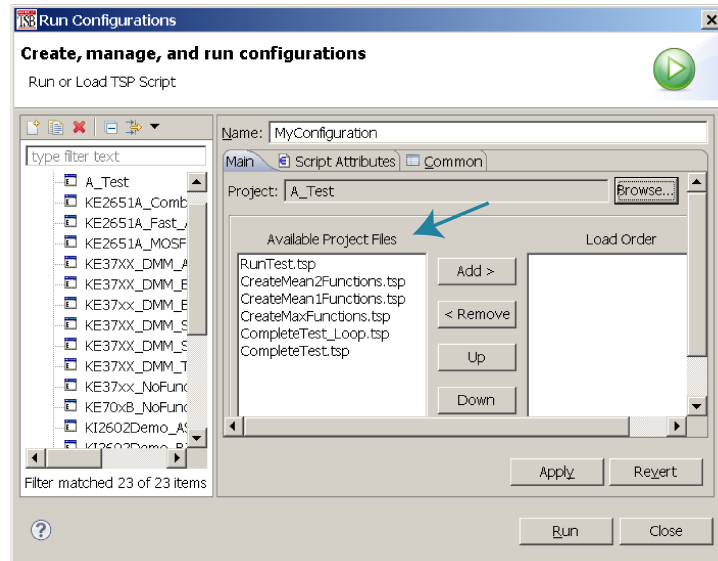 TSB Run Configurations
Create, manage, and run configurations
Run or Load TSP Script
type filter text
A_Test
KE2651A_Comb
KE2651A_Fast_
KE2651A_MOSF
KE37XX_DMM_A
KE37XX_DMM_E
KE37xx_DMM_E
KE37XX_DMM_S
KE37XX_DMM_S
KE37XX_DMM_T
KE37xx_NoFunc
KE70xB_NoFunc
KI2602Demo_AS
Filter matched 23 of 23 items
Name: MyConfiguration
Main Script Attributes Common
Project: A_Test Browse...
Available Project Files
RunTest.tsp
CreateMean2Functions.tsp
CreateMean1Functions.tsp
CreateMaxFunctions.tsp
CompleteTest_Loop.tsp
CompleteTest.tsp
Add >
< Remove
Up
Down
Load Order
Apply Revert
? Run Close